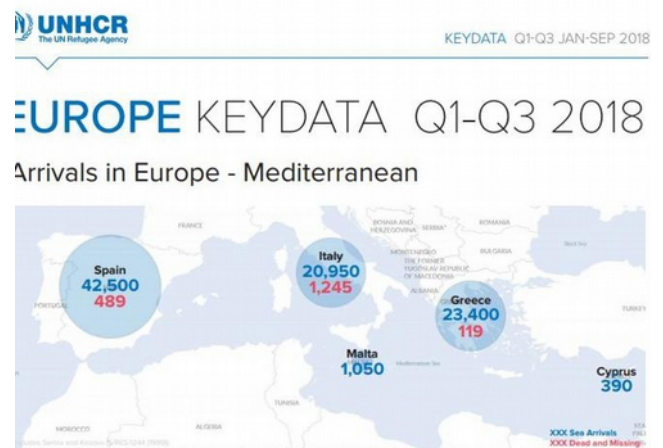 UNHCR
The UN Refugee Agency
KEYDATA Q1-Q3 JAN-SEP 2018
EUROPE KEYDATA Q1-Q3 2018
Arrivals in Europe - Mediterranean
FRANCE
BOSNIA AND
HERZEGOVINA
SERBIA
ROMANIA
Black Sea
MONTENEGRO
BULGARIA
THE FORMER
YUGOSLAV REPUBLIC
OF MACEDONIA
ALBANIA
Italy
20,950
1,245
Spain
42,500
489
PORTUGAL
Greece
23,400
119
TURKEY
Malta
1,050
Mediterranean Sea
Cyprus
390
TUNISIA
MOROCCO
ALGERIA
XXX Sea Arrivals
XXX Dead and Missing